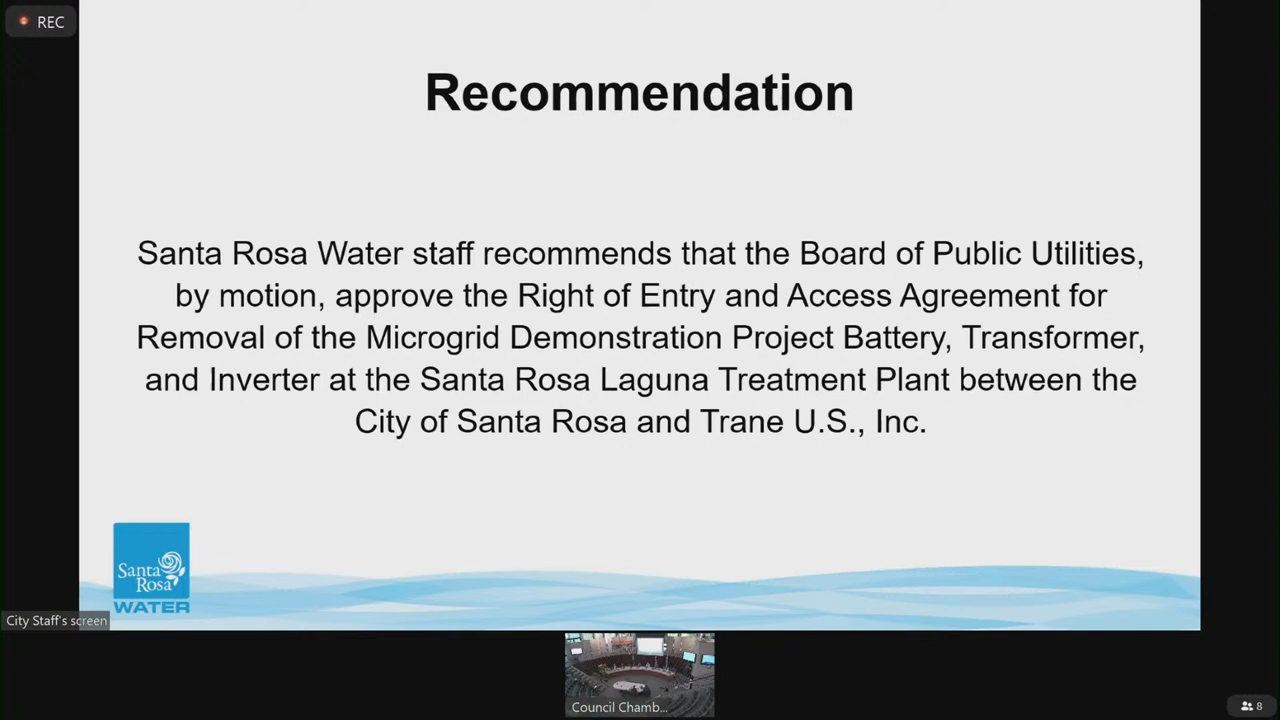 REC
Recommendation
Santa Rosa Water staff recommends that the Board of Public Utilities,
by motion, approve the Right of Entry and Access Agreement for
Removal of the Microgrid Demonstration Project Battery, Transformer,
and Inverter at the Santa Rosa Laguna Treatment Plant between the
City of Santa Rosa and Trane U.S., Inc.
Santa
Rosa
WATER
City Staff's screen
Council Chamb...
8